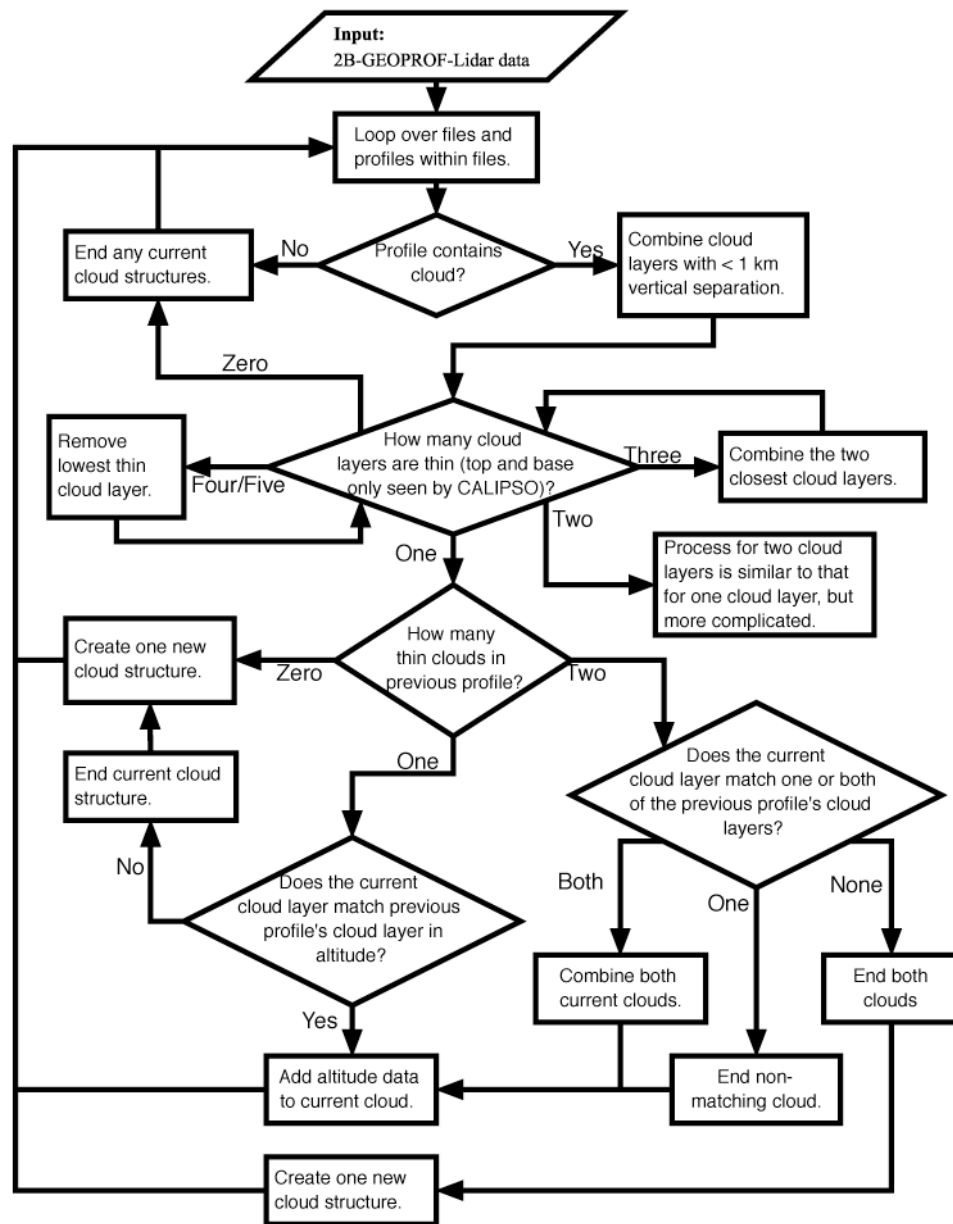 Input:
2B-GEOPROF-Lidar data
Loop over files and
profiles within files.
No
Profile contains
cloud?
Yes
End any current
cloud structures.
Combine cloud
layers with < 1 km
vertical separation.
Zero
How many cloud
layers are thin (top and base
only seen by CALIPSO)?
Remove
lowest thin
cloud layer.
Four/Five
Three
Combine the two
closest cloud layers.
Two
One
Process for two cloud
layers is similar to that
for one cloud layer, but
more complicated.
How many
thin clouds in
previous profile?
Create one new
cloud structure.
Zero
Two
End current cloud
structure.
One
Does the current
cloud layer match one or both
of the previous profile's cloud
layers?
No
Does the current
cloud layer match previous
profile's cloud layer in
altitude?
Both
One
None
Combine both
current clouds.
End both
clouds
Yes
Add altitude data
to current cloud.
End non-
matching cloud.
Create one new
cloud structure.